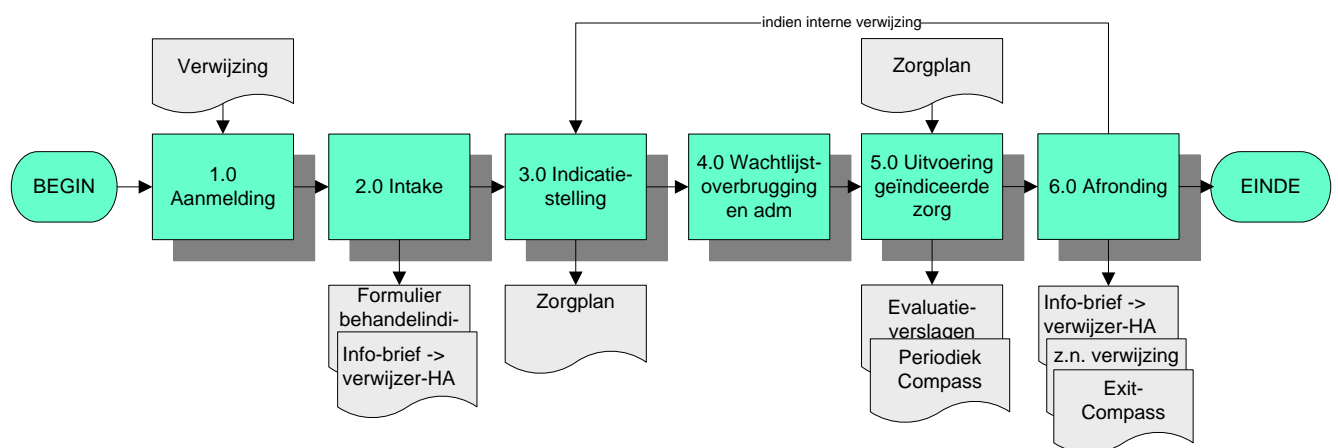 indien interne verwijzing
Verwijzing
Zorgplan
BEGIN
1.0
Aanmelding
2.0 Intake
3.0 Indicatie-
stelling
4.0 Wachtlijst-
overbrugging
en adm
5.0 Uitvoering
geïndiceerde
zorg
6.0 Afronding
EINDE
Formulier
behandelindi-
Info-brief ->
verwijzer-HA
Zorgplan
Evaluatie-
verslagen
Periodiek
Compass
Info-brief ->
verwijzer-HA
z.n. verwijzing
Exit-
Compass